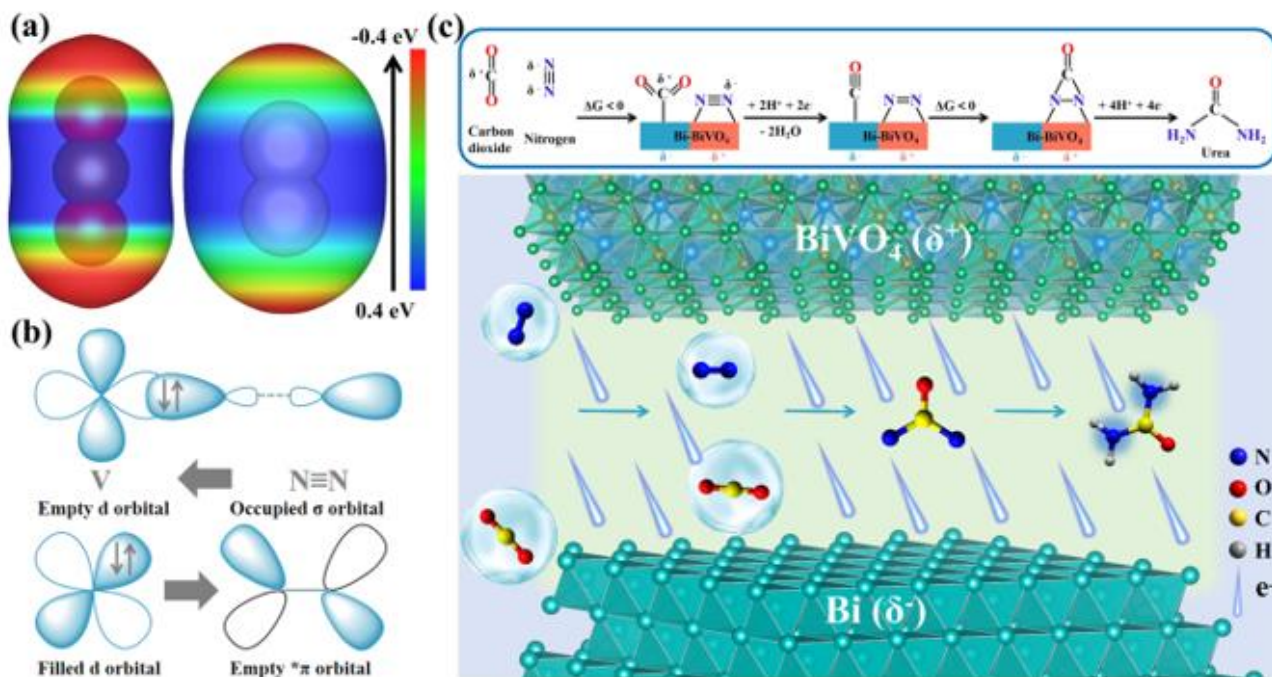 (a)
-0.4 eV
0.4 eV
(b)
V
N≡N
Empty d orbital
Occupied σ orbital
Filled d orbital
Empty *π orbital
(c)
O
δ⁺ C
O
Carbon
dioxide
δ⁻ N
δ⁻ N
Nitrogen
ΔG < 0
O δ⁺ O
C
N≡N δ⁻
Bi-BiVO₄
δ⁻ δ⁺
+ 2H⁺ + 2e
- 2H₂O
O
C
N=N
Bi-BiVO₄
δ⁻ δ⁺
ΔG < 0
O
C
N-N
Bi-BiVO₄
δ⁻ δ⁺
+ 4H⁺ + 4e
O
C
H₂N NH₂
Urea
BiVO₄ (δ⁺)
Bi (δ⁻)
N
O
C
H
e⁻